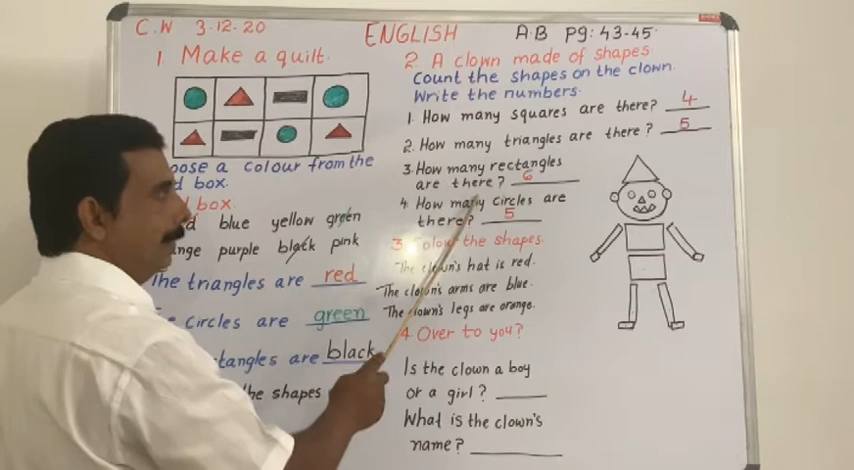 C.W 3.12.20
ENGLISH
A.B Pg: 43-45
1. Make a quilt.
oose a colour from the
d box.
d box.
d blue yellow green
nge purple black pink
The triangles are red
circles are green
tangles are black
he shapes
2. A clown made of shapes.
Count the shapes on the clown.
Write the numbers.
1. How many squares are there? 4
2. How many triangles are there? 5
3. How many rectangles
are there? 6
4 How many circles are
there? 5
3. Colour the shapes.
The clown's hat is red.
The clown's arms are blue.
The clown's legs are orange.
4. Over to you?
Is the clown a boy
or a girl?
What is the clown's
name?